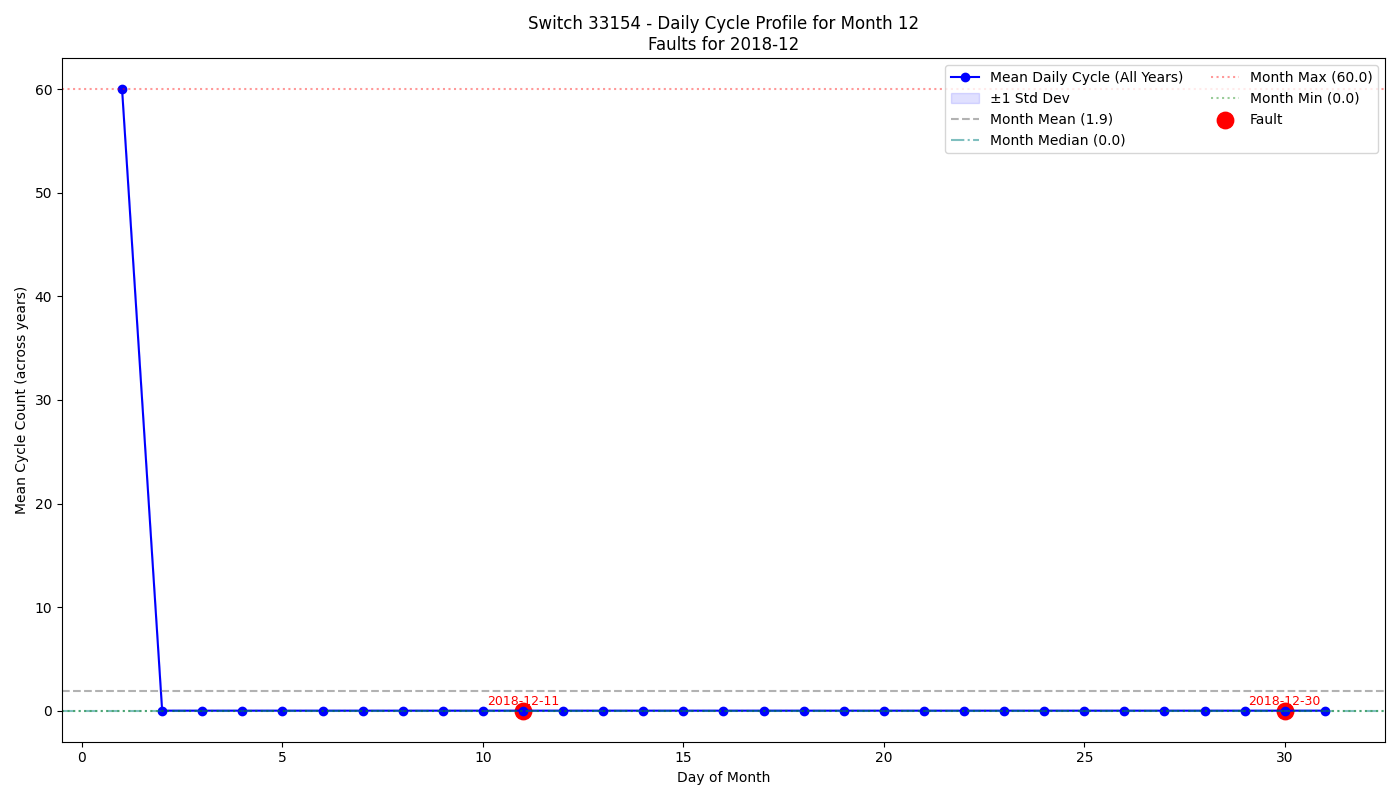 Switch 33154 - Daily Cycle Profile for Month 12
Faults for 2018-12
Mean Daily Cycle (All Years)
±1 Std Dev
Month Mean (1.9)
Month Median (0.0)
Month Max (60.0)
Month Min (0.0)
Fault
Mean Cycle Count (across years)
60
50
40
30
20
10
0
2018-12-11
2018-12-30
0
5
10
15
20
25
30
Day of Month